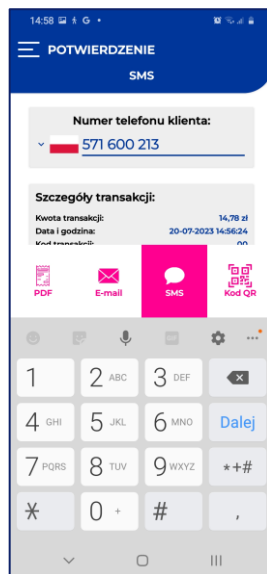 14:58
POTWIERDZENIE
SMS
Numer telefonu klienta:
571 600 213
Szczegóły transakcji:
Kwota transakcji: 14,78 zł
Data i godzina: 20-07-2023 14:56:24
Kod transakcji: 00
PDF E-mail SMS Kod QR
GIF
1 2 ABC 3 DEF
4 GHI 5 JKL 6 MNO Dalej
7 PQRS 8 TUV 9 WXYZ *+#
* 0 + # ,